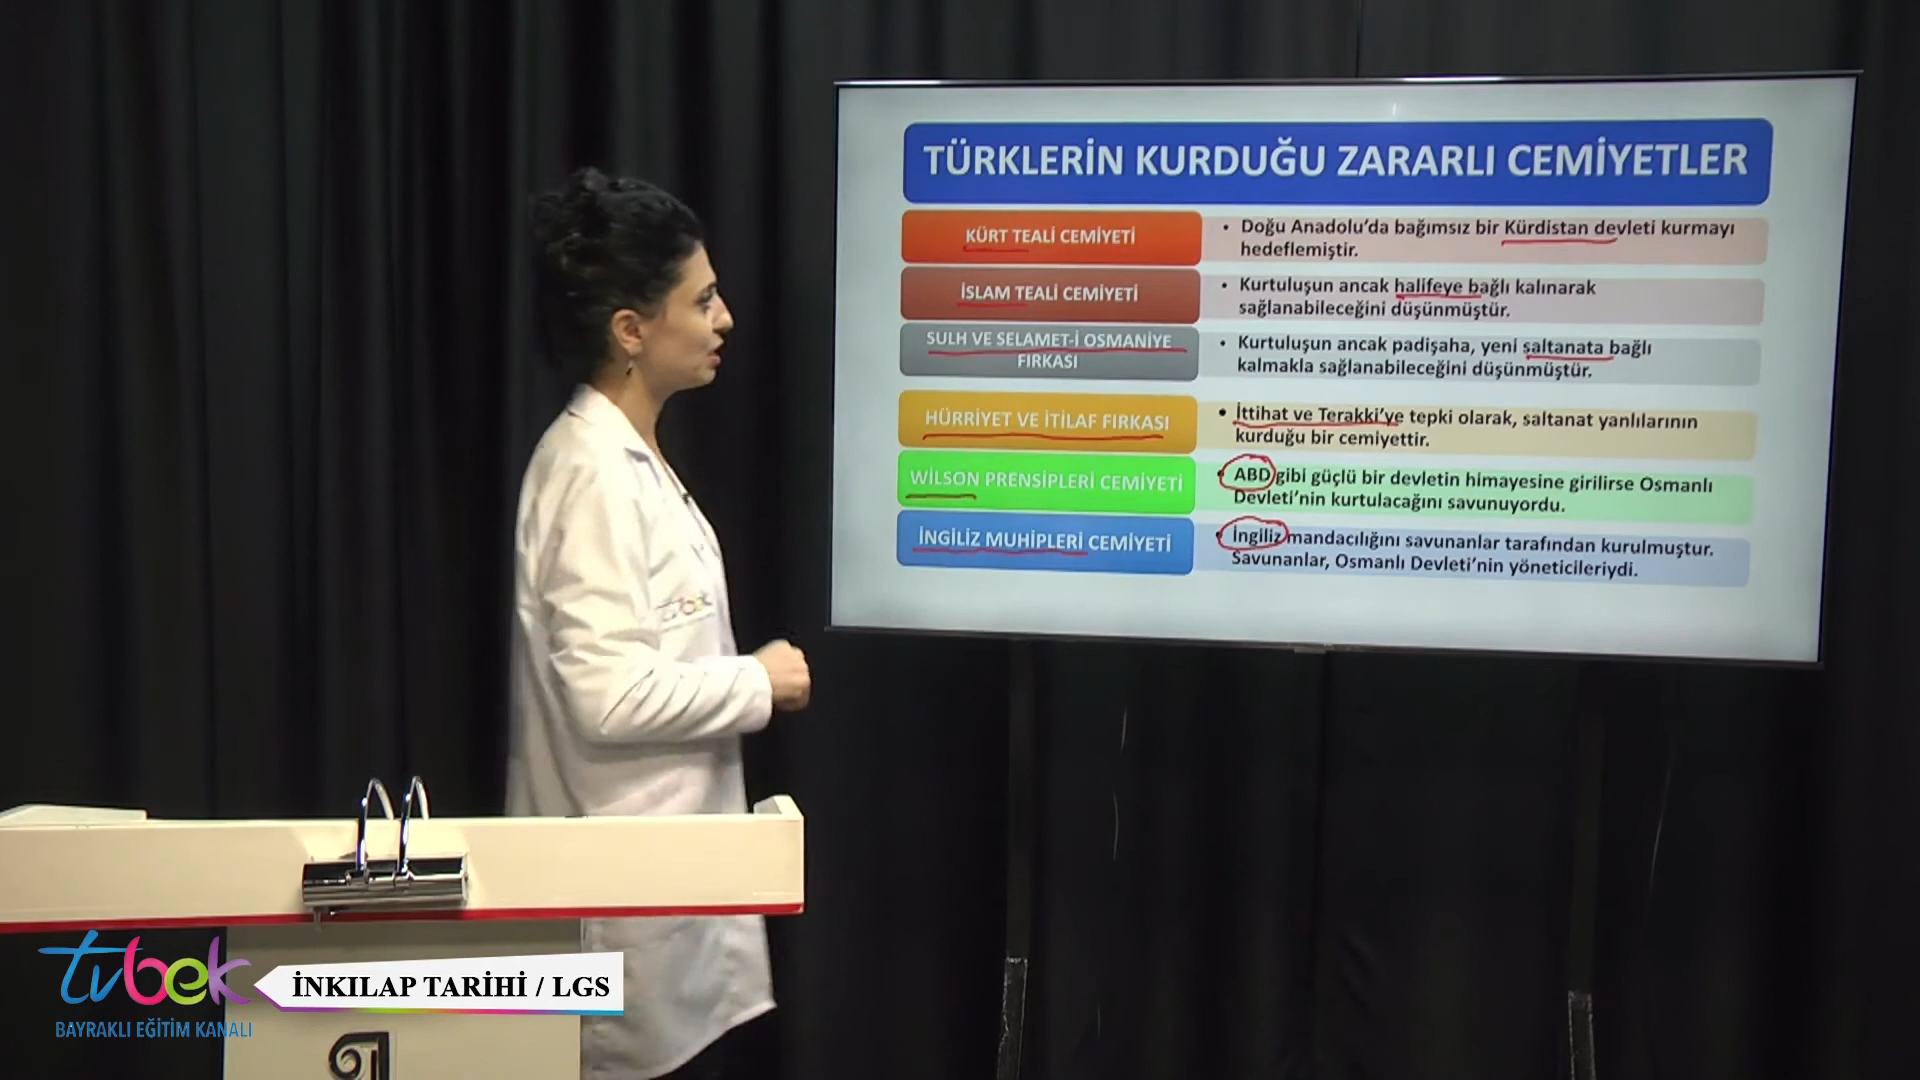 TÜRKLERİN KURDUĞU ZARARLI CEMİYETLER
KÜRT TEALİ CEMİYETİ
• Doğu Anadolu'da bağımsız bir Kürdistan devleti kurmayı
hedeflemiştir.
İSLAM TEALİ CEMİYETİ
• Kurtuluşun ancak halifeye bağlı kalınarak
sağlanabileceğini düşünmüştür.
SULH VE SELAMET-İ OSMANİYE
FIRKASI
• Kurtuluşun ancak padişaha, yeni saltanata bağlı
kalmakla sağlanabileceğini düşünmüştür.
HÜRRİYET VE İTİLAF FIRKASI
• İttihat ve Terakki'ye tepki olarak, saltanat yanlılarının
kurduğu bir cemiyettir.
WİLSON PRENSİPLERİ CEMİYETİ
• ABD gibi güçlü bir devletin himayesine girilirse Osmanlı
Devleti'nin kurtulacağını savunuyordu.
İNGİLİZ MUHİPLERİ CEMİYETİ
• İngiliz mandacılığını savunanlar tarafından kurulmuştur.
Savunanlar, Osmanlı Devleti'nin yöneticileriydi.
tvbek
tvbek
BAYRAKLI EĞİTİM KANALI
İNKILAP TARİHİ / LGS